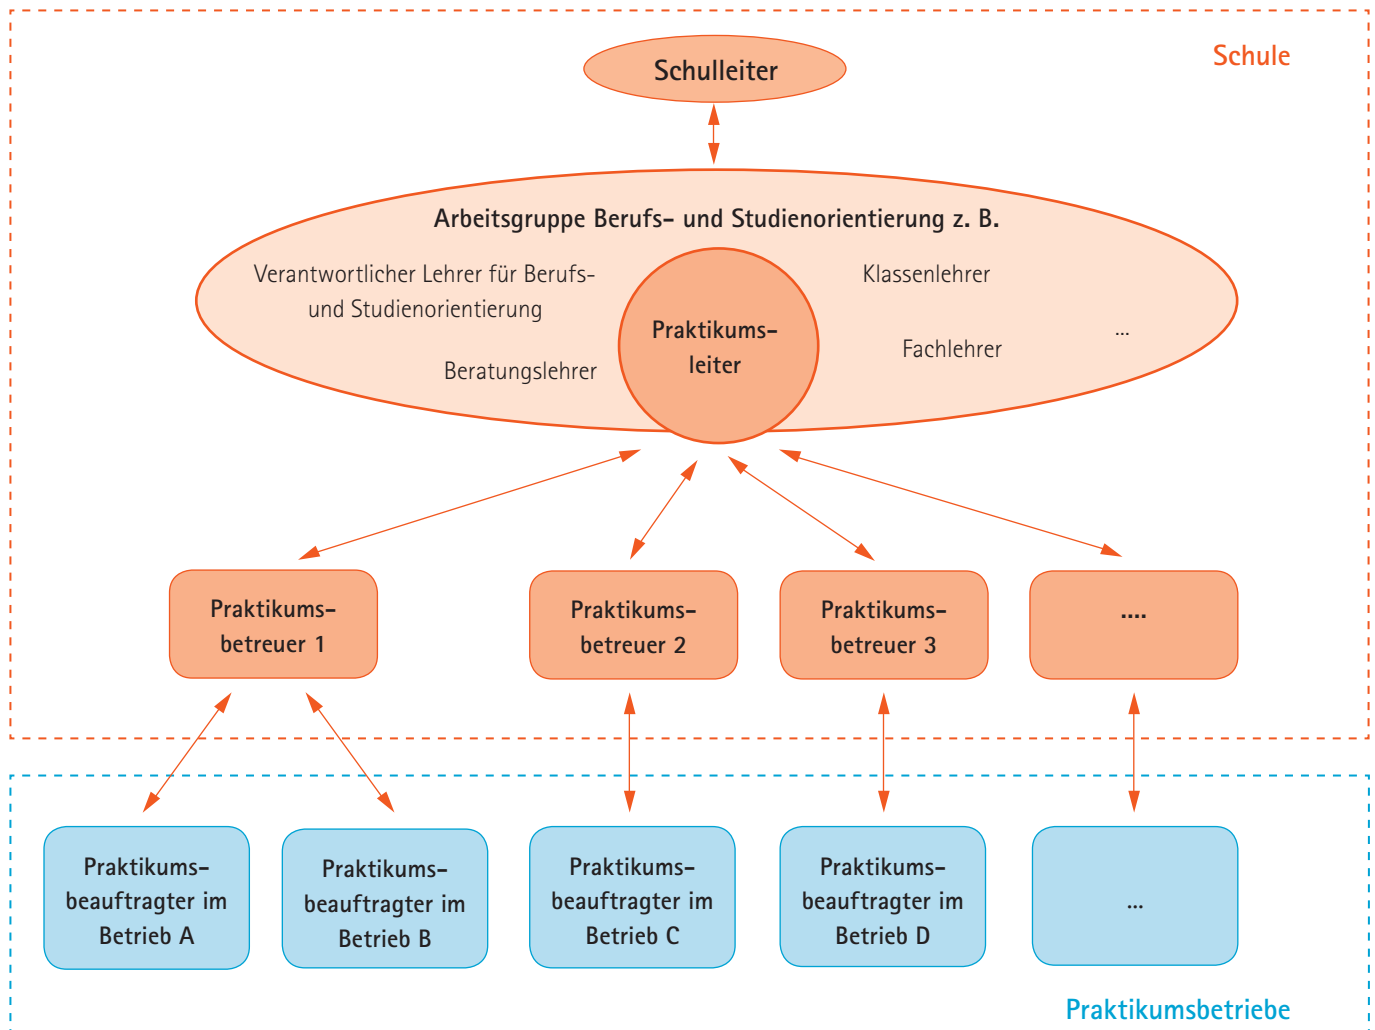 Schule
Schulleiter
Arbeitsgruppe Berufs- und Studienorientierung z. B.
Verantwortlicher Lehrer für Berufs-
und Studienorientierung
Beratungslehrer
Praktikums-
leiter
Klassenlehrer
Fachlehrer
...
Praktikums-
betreuer 1
Praktikums-
betreuer 2
Praktikums-
betreuer 3
....
Praktikums-
beauftragter im
Betrieb A
Praktikums-
beauftragter im
Betrieb B
Praktikums-
beauftragter im
Betrieb C
Praktikums-
beauftragter im
Betrieb D
...
Praktikumsbetriebe